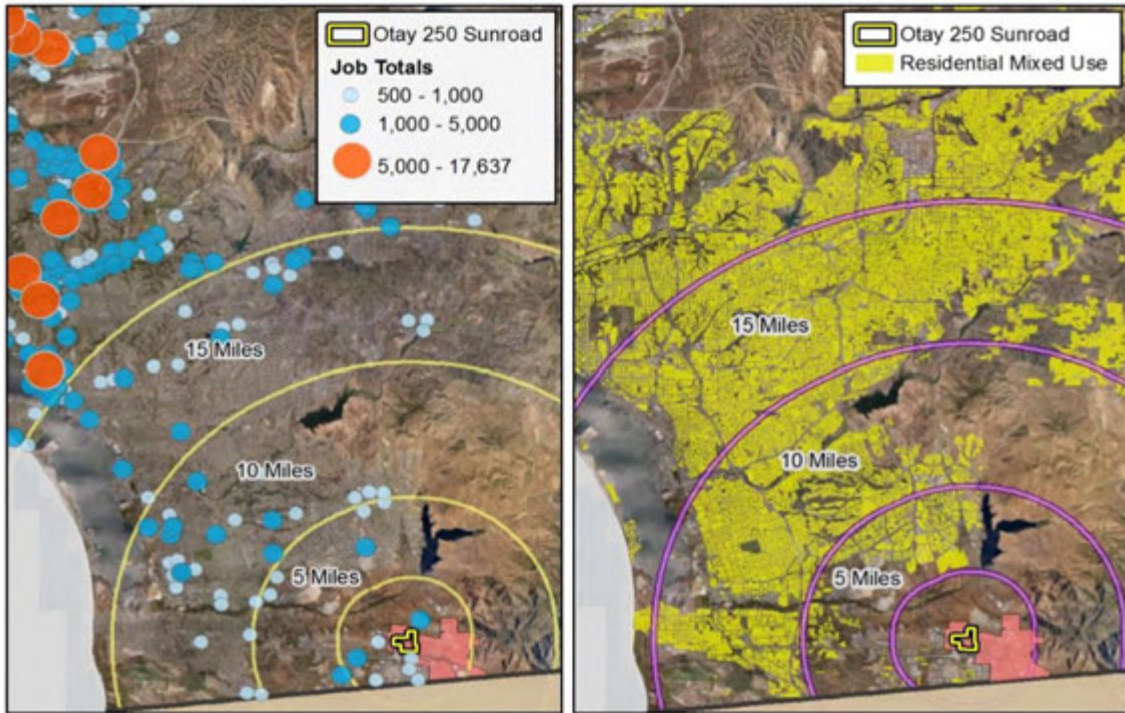 Otay 250 Sunroad
Job Totals
500 - 1,000
1,000 - 5,000
5,000 - 17,637
15 Miles
10 Miles
5 Miles
Otay 250 Sunroad
Residential Mixed Use
15 Miles
10 Miles
5 Miles